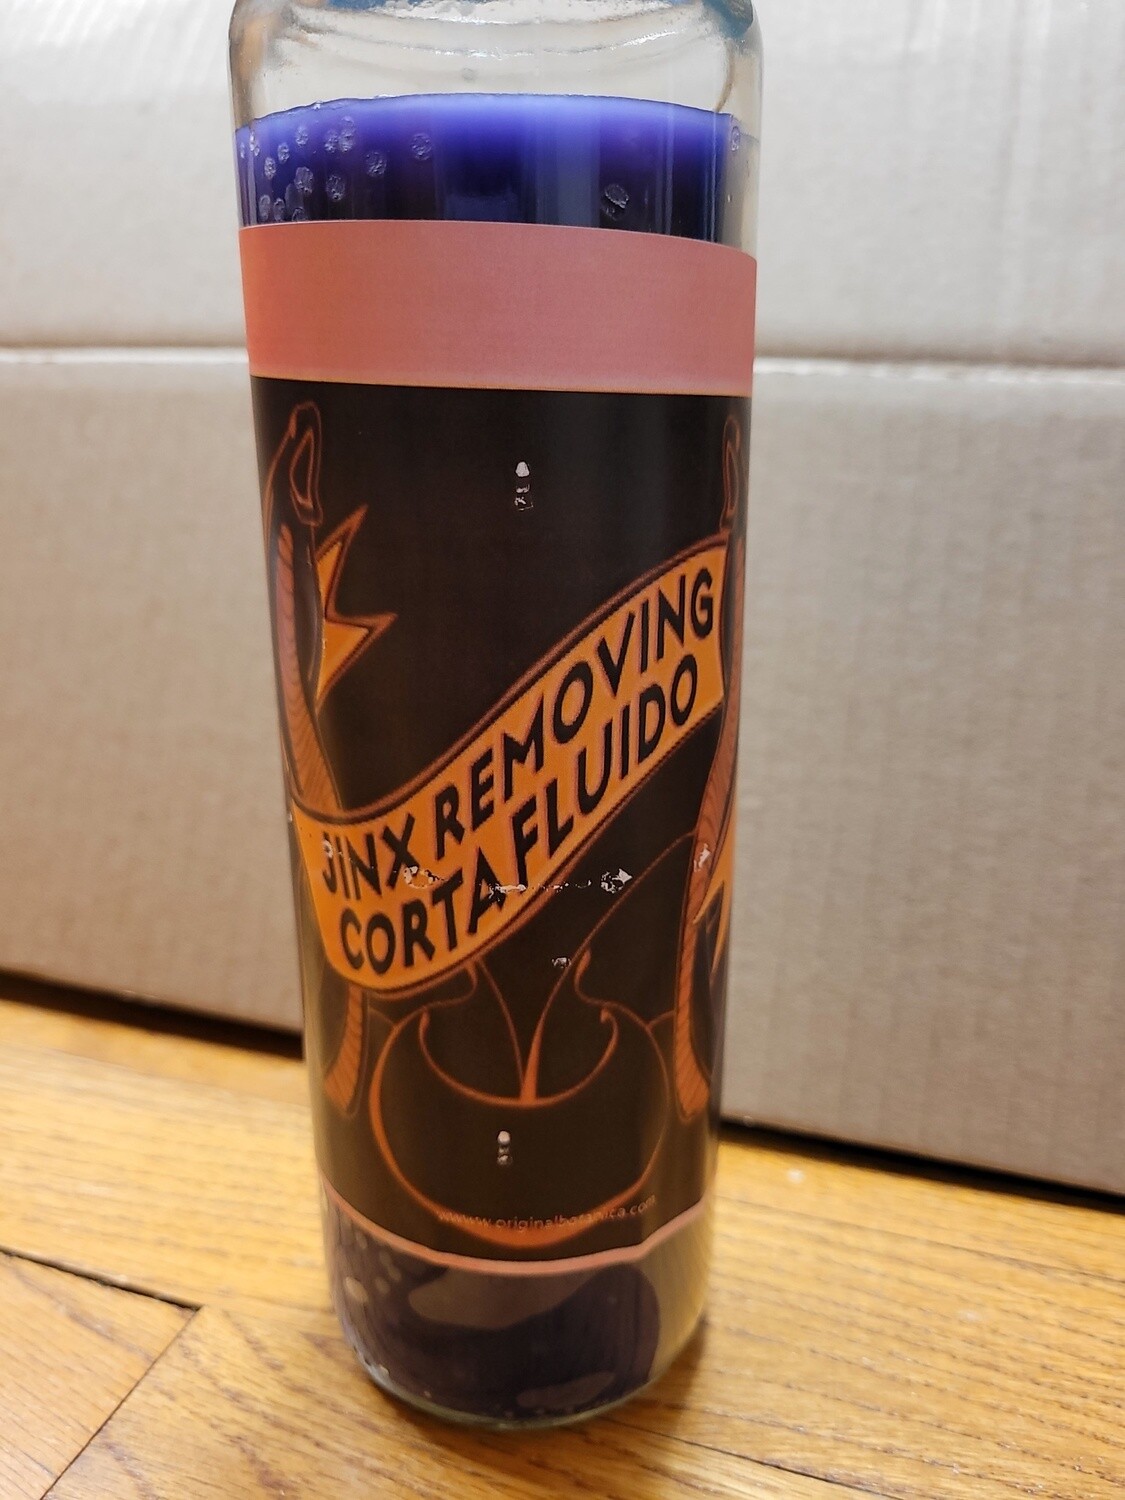 JINX REMOVING
CORTA FLUIDO
www.originalbotanica.com